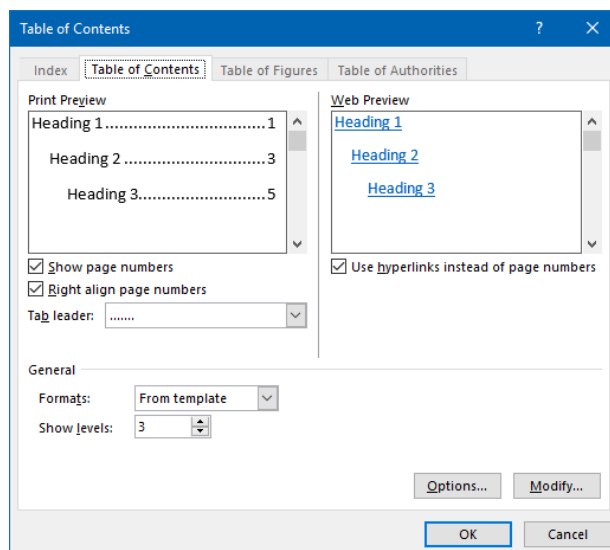 Table of Contents ?
Index Table of Contents Table of Figures Table of Authorities
Print Preview
Heading 1..................................1
Heading 2..............................3
Heading 3...........................5
Show page numbers
Right align page numbers
Tab leader: .......
Web Preview
Heading 1
Heading 2
Heading 3
Use hyperlinks instead of page numbers
General
Formats: From template
Show levels: 3
Options... Modify...
OK Cancel